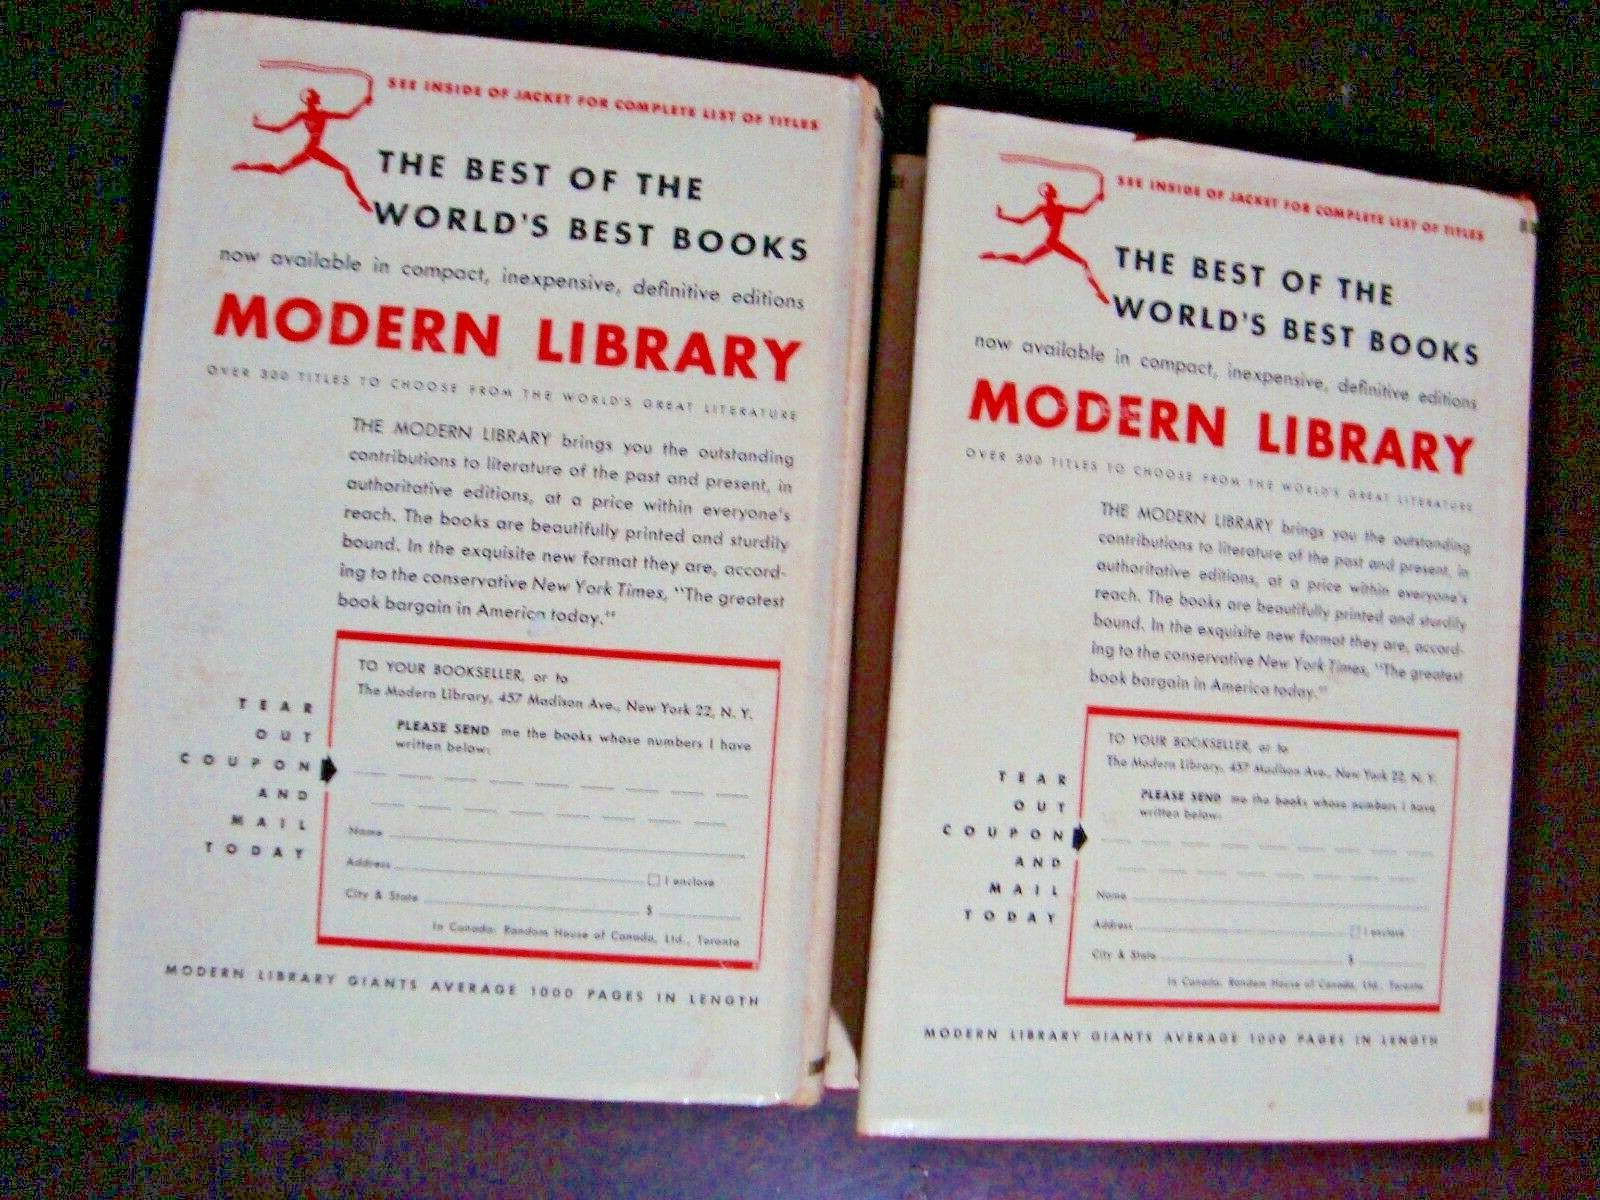 SEE INSIDE OF JACKET FOR COMPLETE LIST OF TITLES
THE BEST OF THE
WORLD'S BEST BOOKS
now available in compact, inexpensive, definitive editions
MODERN LIBRARY
OVER 300 TITLES TO CHOOSE FROM THE WORLD'S GREAT LITERATURE
THE MODERN LIBRARY brings you the outstanding
contributions to literature of the past and present, in
authoritative editions, at a price within everyone's
reach. The books are beautifully printed and sturdily
bound. In the exquisite new format they are, accord-
ing to the conservative New York Times, "The greatest
book bargain in America today."
TEAR
OUT
COUPON
AND
MAIL
TODAY
TO YOUR BOOKSELLER, or to
The Modern Library, 457 Madison Ave., New York 22, N. Y.
PLEASE SEND me the books whose numbers I have
written below:
Name
Address I enclose
City & State $
In Canada: Random House of Canada, Ltd., Toronto
MODERN LIBRARY GIANTS AVERAGE 1000 PAGES IN LENGTH
SEE INSIDE OF JACKET FOR COMPLETE LIST OF TITLES
THE BEST OF THE
WORLD'S BEST BOOKS
now available in compact, inexpensive, definitive editions
MODERN LIBRARY
OVER 300 TITLES TO CHOOSE FROM THE WORLD'S GREAT LITERATURE
THE MODERN LIBRARY brings you the outstanding
contributions to literature of the past and present, in
authoritative editions, at a price within everyone's
reach. The books are beautifully printed and sturdily
bound. In the exquisite new format they are, accord-
ing to the conservative New York Times, "The greatest
book bargain in America today."
TEAR
OUT
COUPON
AND
MAIL
TODAY
TO YOUR BOOKSELLER, or to
The Modern Library, 457 Madison Ave., New York 22, N. Y.
PLEASE SEND me the books whose numbers I have
written below:
Name
Address I enclose
City & State $
In Canada: Random House of Canada, Ltd., Toronto
MODERN LIBRARY GIANTS AVERAGE 1000 PAGES IN LENGTH